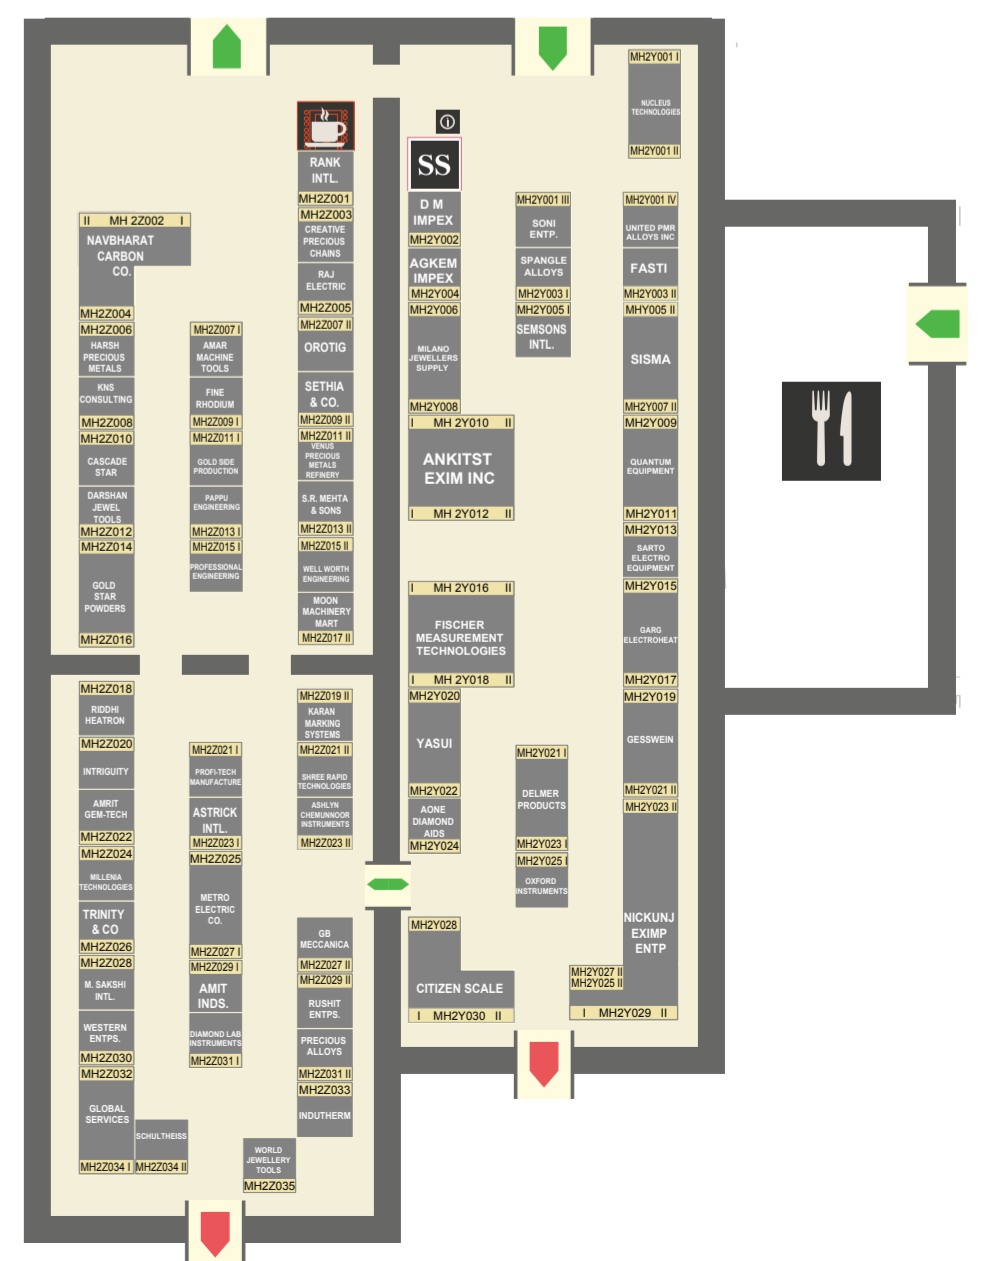 MH2Y001 I
NUCLEUS
TECHNOLOGIES
MH2Y001 II
RANK
INTL.
MH2Z001
MH2Z003
CREATIVE
PRECIOUS
CHAINS
RAJ
ELECTRIC
MH2Z005
MH2Z007 II
OROTIG
SETHIA
& CO.
MH2Z009 II
MH2Z011 II
VENUS
PRECIOUS
METALS
REFINERY
S.R. MEHTA
& SONS
MH2Z013 II
MH2Z015 II
WELL WORTH
ENGINEERING
MOON
MACHINERY
MART
MH2Z017 II
II MH 2Z002 I
NAVBHARAT
CARBON
CO.
MH2Z004
MH2Z006
HARSH
PRECIOUS
METALS
KNS
CONSULTING
MH2Z008
MH2Z010
CASCADE
STAR
DARSHAN
JEWEL
TOOLS
MH2Z012
MH2Z014
GOLD
STAR
POWDERS
MH2Z016
MH2Z007 I
AMAR
MACHINE
TOOLS
FINE
RHODIUM
MH2Z009 I
MH2Z011 I
GOLD SIDE
PRODUCTION
PAPPU
ENGINEERING
MH2Z013 I
MH2Z015 I
PROFESSIONAL
ENGINEERING
SS
D M
IMPEX
MH2Y002
AGKEM
IMPEX
MH2Y004
MH2Y006
MILANO
JEWELLERS
SUPPLY
MH2Y008
I MH 2Y010 II
ANKITST
EXIM INC
I MH 2Y012 II
I MH 2Y016 II
FISCHER
MEASUREMENT
TECHNOLOGIES
I MH 2Y018 II
MH2Y020
YASUI
MH2Y022
AONE
DIAMOND
AIDS
MH2Y024
MH2Y028
CITIZEN SCALE
I MH2Y030 II
MH2Y001 III
SONI
ENTP.
SPANGLE
ALLOYS
MH2Y003 I
MH2Y005 I
SEMSONS
INTL.
MH2Y021 I
DELMER
PRODUCTS
MH2Y023 I
MH2Y025 I
OXFORD
INSTRUMENTS
MH2Y001 IV
UNITED PMR
ALLOYS INC
FASTI
MH2Y003 II
MHY005 II
SISMA
MH2Y007 II
MH2Y009
QUANTUM
EQUIPMENT
MH2Y011
MH2Y013
SARTO
ELECTRO
EQUIPMENT
MH2Y015
GARG
ELECTROHEAT
MH2Y017
MH2Y019
GESSWEIN
MH2Y021 II
MH2Y023 II
NICKUNJ
EXIMP
ENTP
MH2Y027 II
MH2Y025 II
I MH2Y029 II
MH2Z018
RIDDHI
HEATRON
MH2Z020
INTRIGUITY
AMRIT
GEM-TECH
MH2Z022
MH2Z024
MILLENIA
TECHNOLOGIES
TRINITY
& CO
MH2Z026
MH2Z028
M. SAKSHI
INTL.
WESTERN
ENTPS.
MH2Z030
MH2Z032
GLOBAL
SERVICES
MH2Z034 I
SCHULTHEISS
MH2Z034 II
MH2Z021 I
PROFI-TECH
MANUFACTURE
ASTRICK
INTL.
MH2Z023 I
MH2Z025
METRO
ELECTRIC
CO.
MH2Z027 I
MH2Z029 I
AMIT
INDS.
DIAMOND LAB
INSTRUMENTS
MH2Z031 I
MH2Z019 II
KARAN
MARKING
SYSTEMS
MH2Z021 II
SHREE RAPID
TECHNOLOGIES
ASHLYN
CHEMUNNOOR
INSTRUMENTS
MH2Z023 II
GB
MECCANICA
MH2Z027 II
MH2Z029 II
RUSHIT
ENTPS.
PRECIOUS
ALLOYS
MH2Z031 II
MH2Z033
INDUTHERM
WORLD
JEWELLERY
TOOLS
MH2Z035